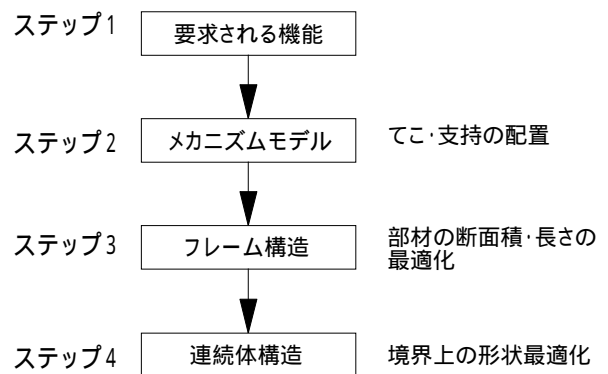 ステップ1
要求される機能
ステップ2
メカニズムモデル
てこ・支持の配置
ステップ3
フレーム構造
部材の断面積・長さの
最適化
ステップ4
連続体構造
境界上の形状最適化